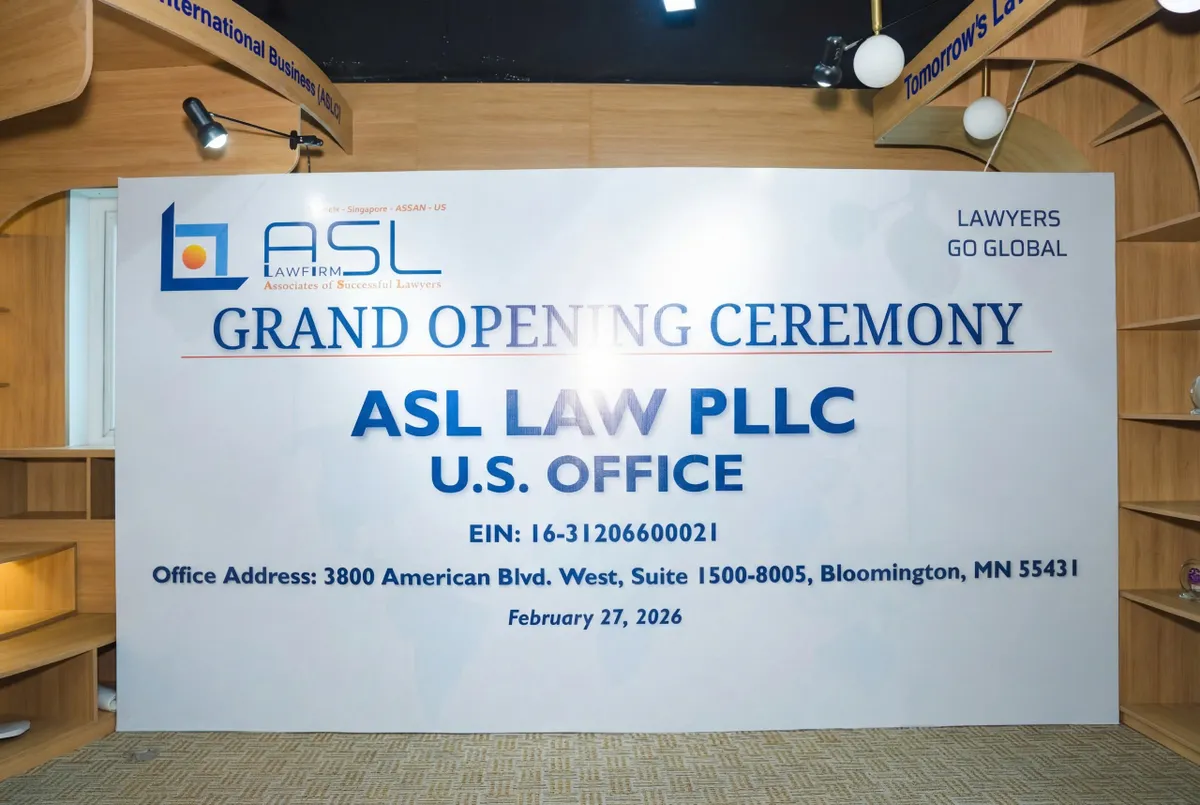 International Business (ASLC)
Tomorrow's
- Singapore - ASSAN - US
ASL
LAWFIRM
Associates of Successful Lawyers
LAWYERS
GO GLOBAL
GRAND OPENING CEREMONY
ASL LAW PLLC
U.S. OFFICE
EIN: 16-31206600021
Office Address: 3800 American Blvd. West, Suite 1500-8005, Bloomington, MN 55431
February 27, 2026